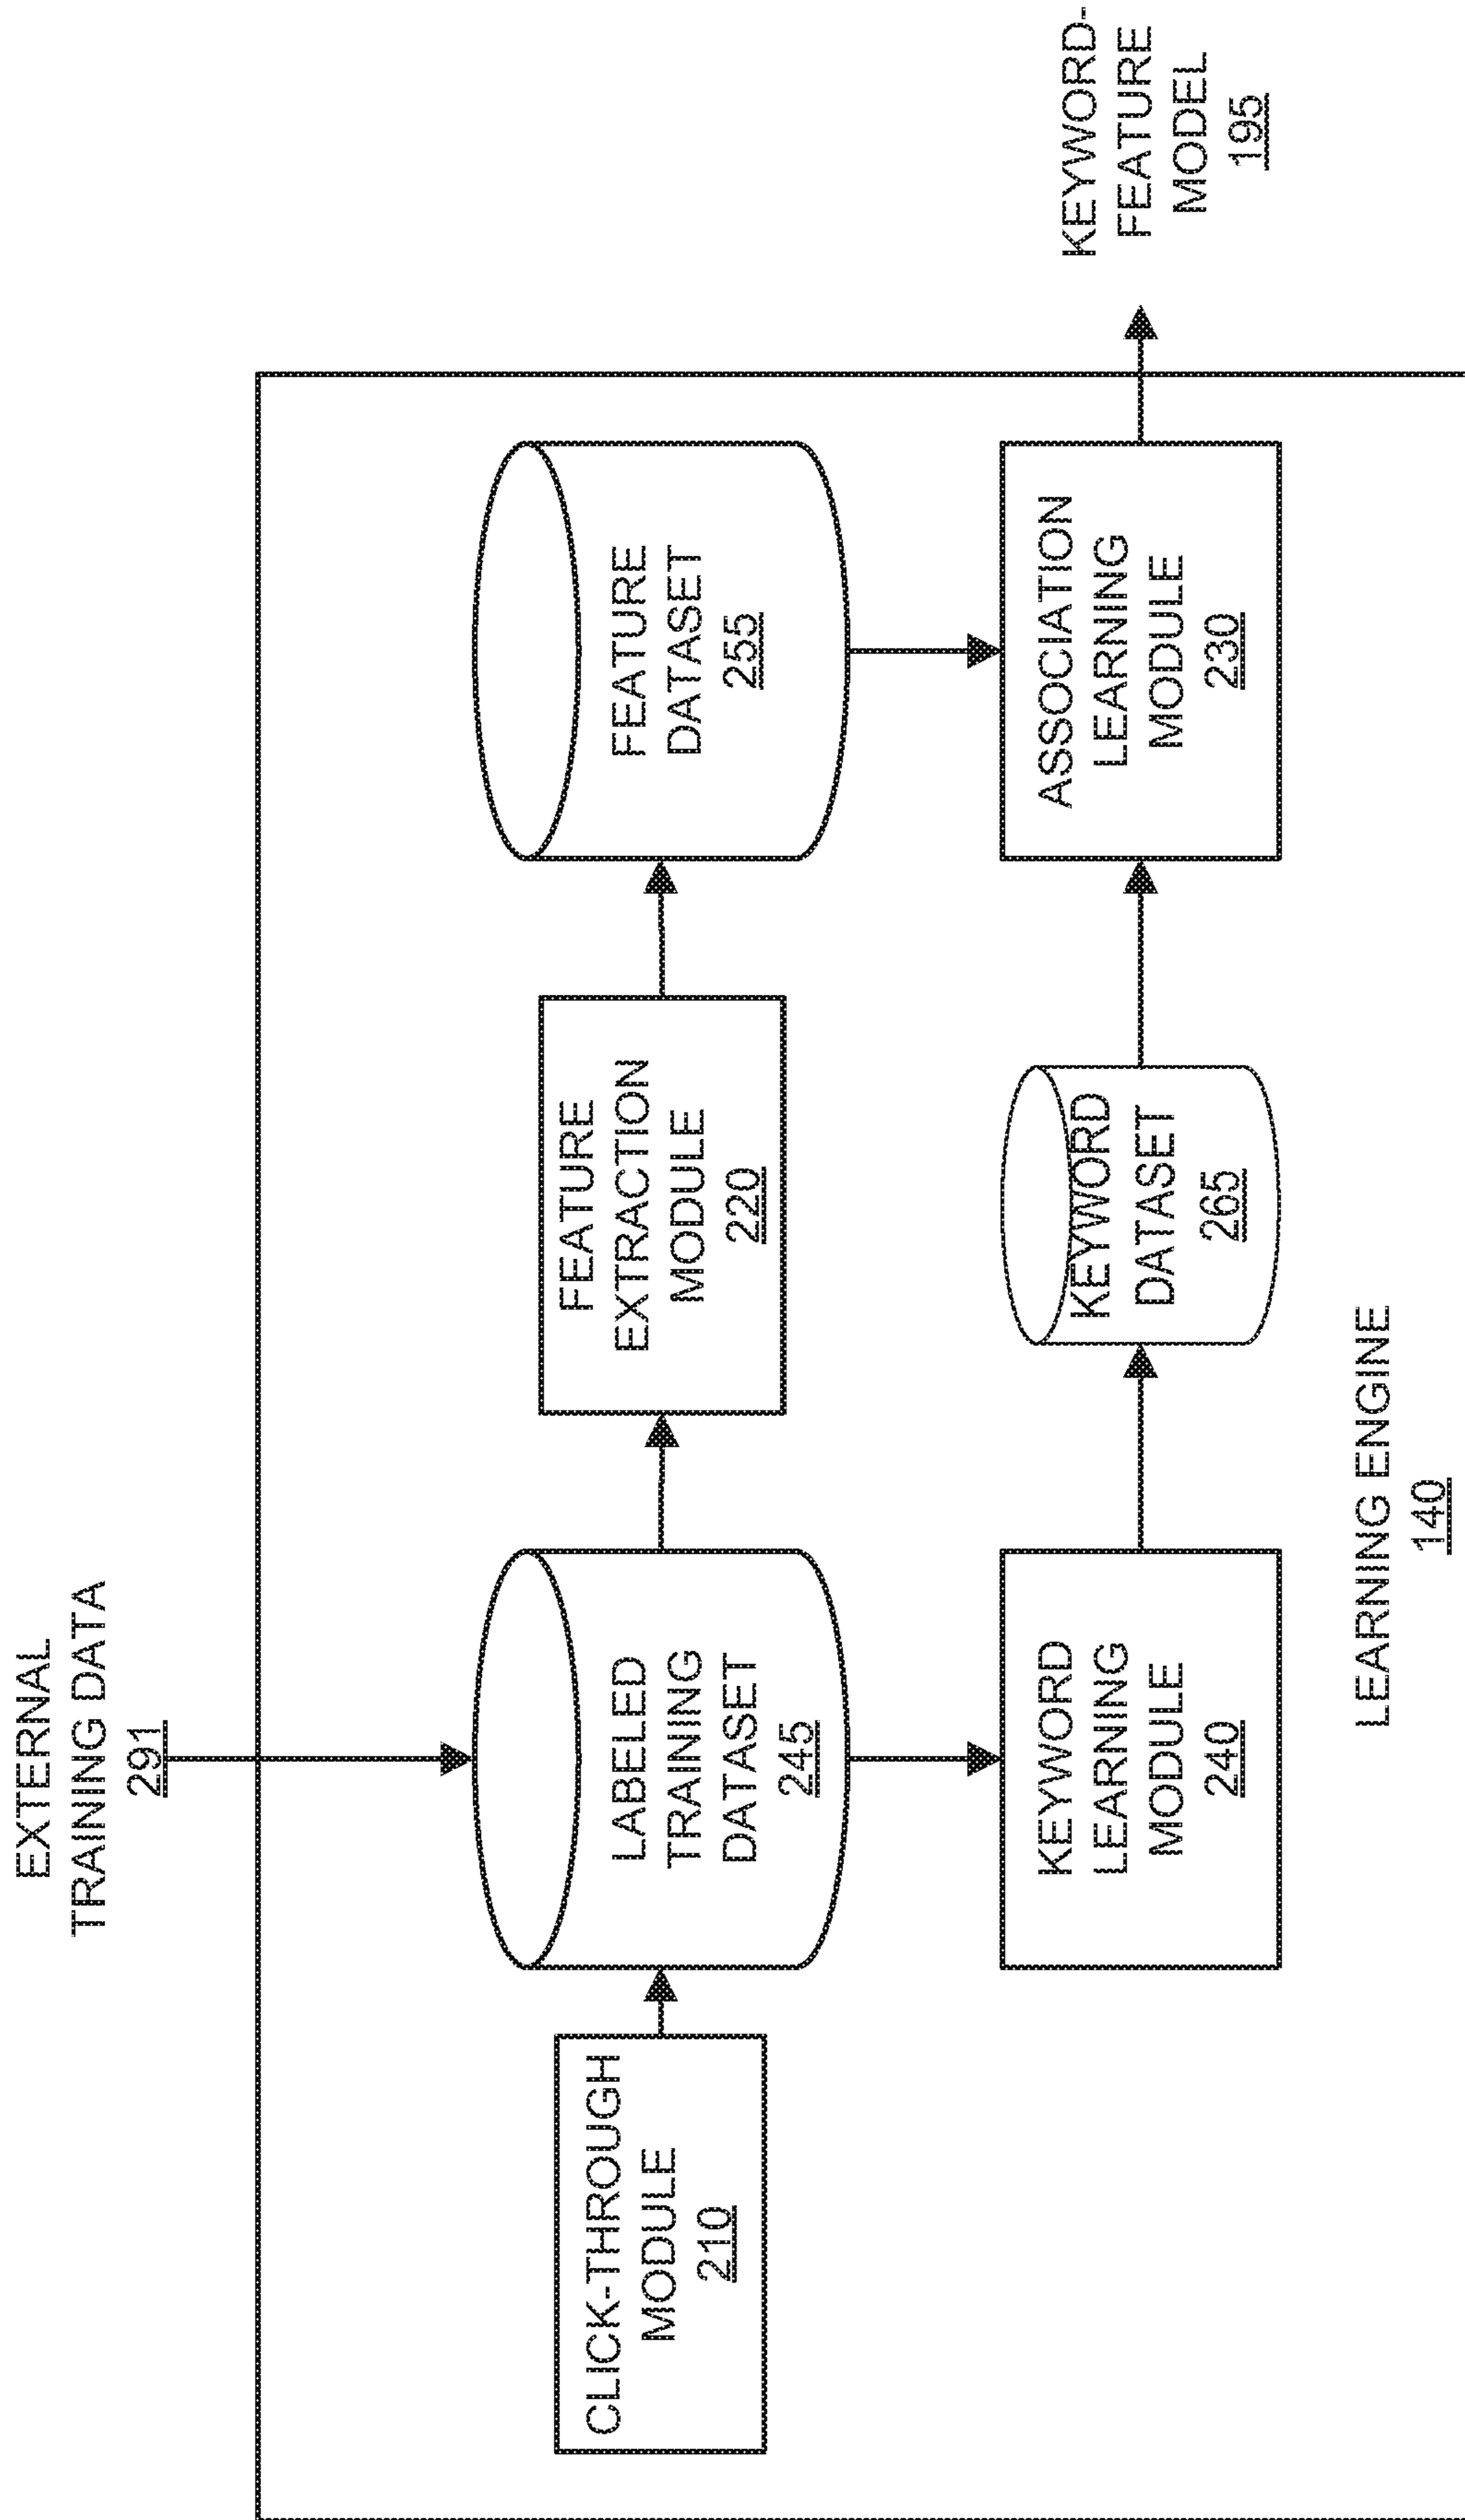 EXTERNAL
TRAINING DATA
291
CLICK-THROUGH
MODULE
210
LABELED
TRAINING
DATASET
245
FEATURE
EXTRACTION
MODULE
220
FEATURE
DATASET
255
KEYWORD
LEARNING
MODULE
240
KEYWORD
DATASET
265
ASSOCIATION
LEARNING
MODULE
230
KEYWORD-
FEATURE
MODEL
195
LEARNING ENGINE
140